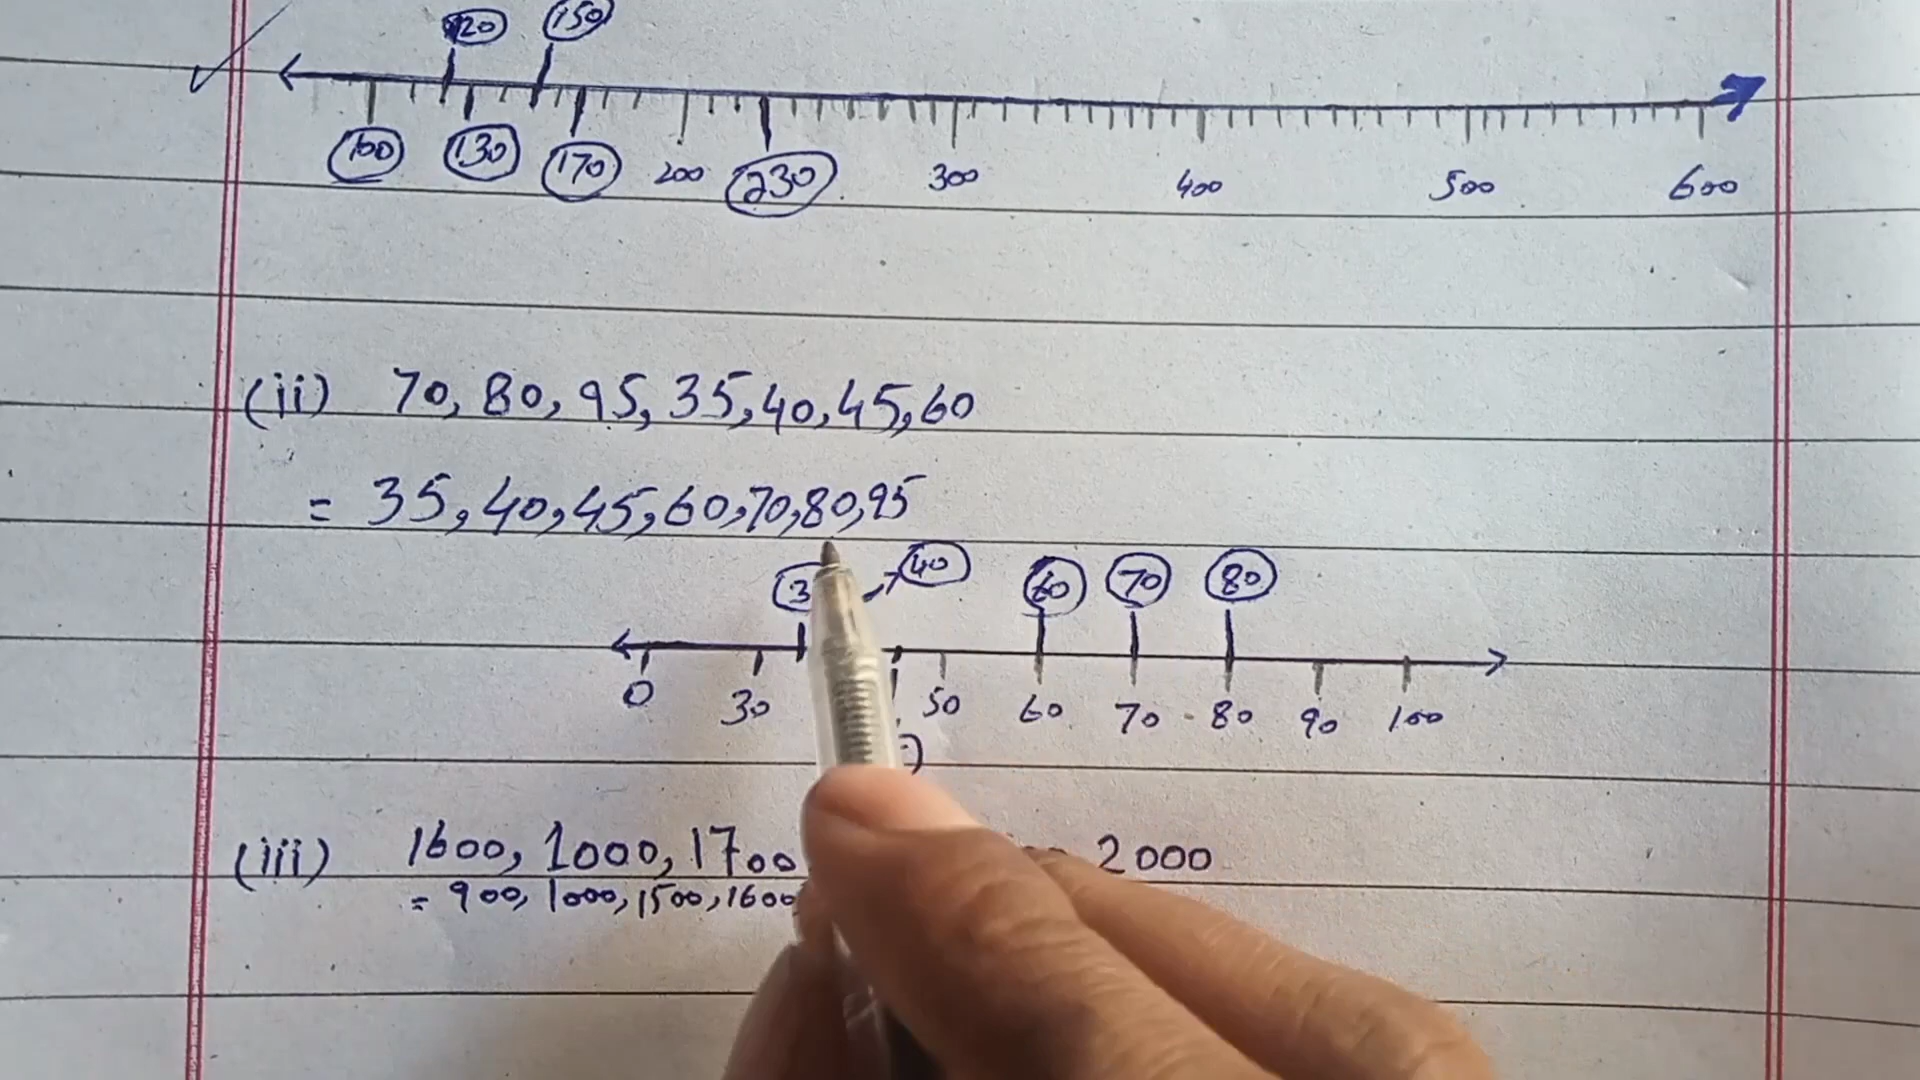 120 150
100 130 170 200 230 300 400 500 600
(ii) 70, 80, 95, 35, 40, 45, 60
= 35, 40, 45, 60, 70, 80, 95
40 60 70 80
0 30 50 60 70 80 90 100
(iii) 1600, 1000, 1700 2000
= 900, 1000, 1500, 1600